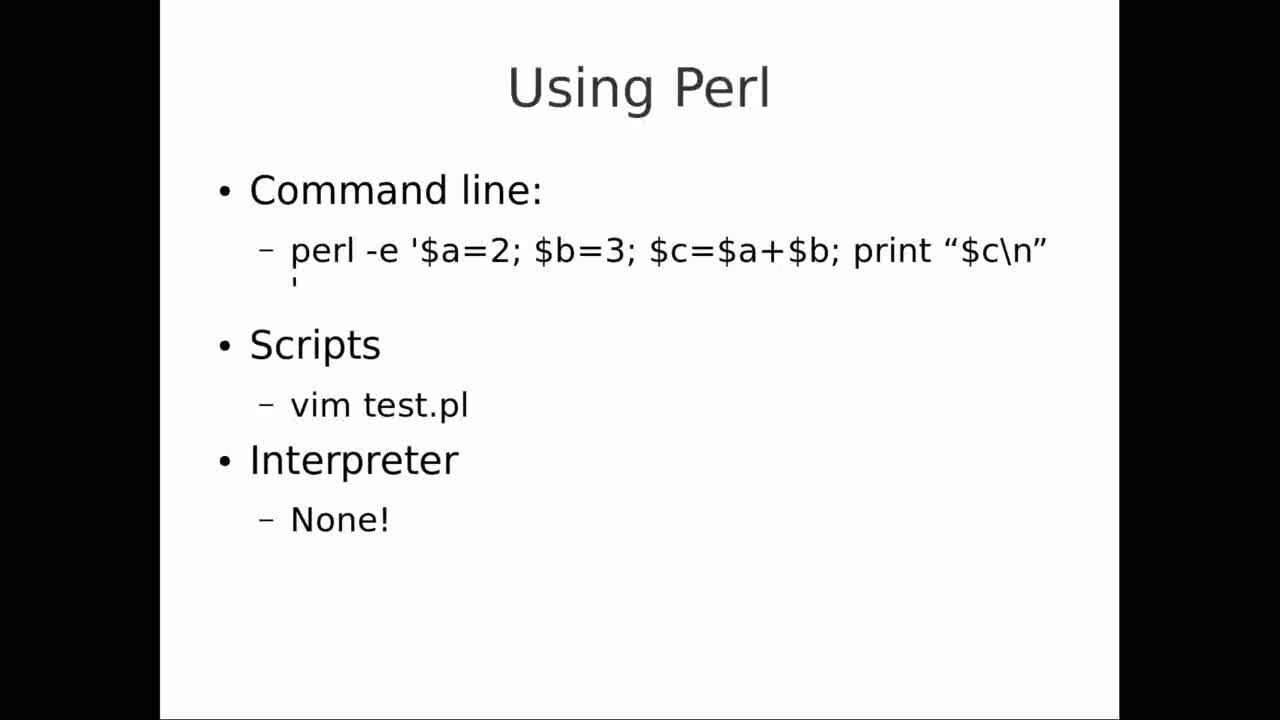 Using Perl
• Command line:
– perl -e '$a=2; $b=3; $c=$a+$b; print “$c\n”
'
• Scripts
– vim test.pl
• Interpreter
– None!